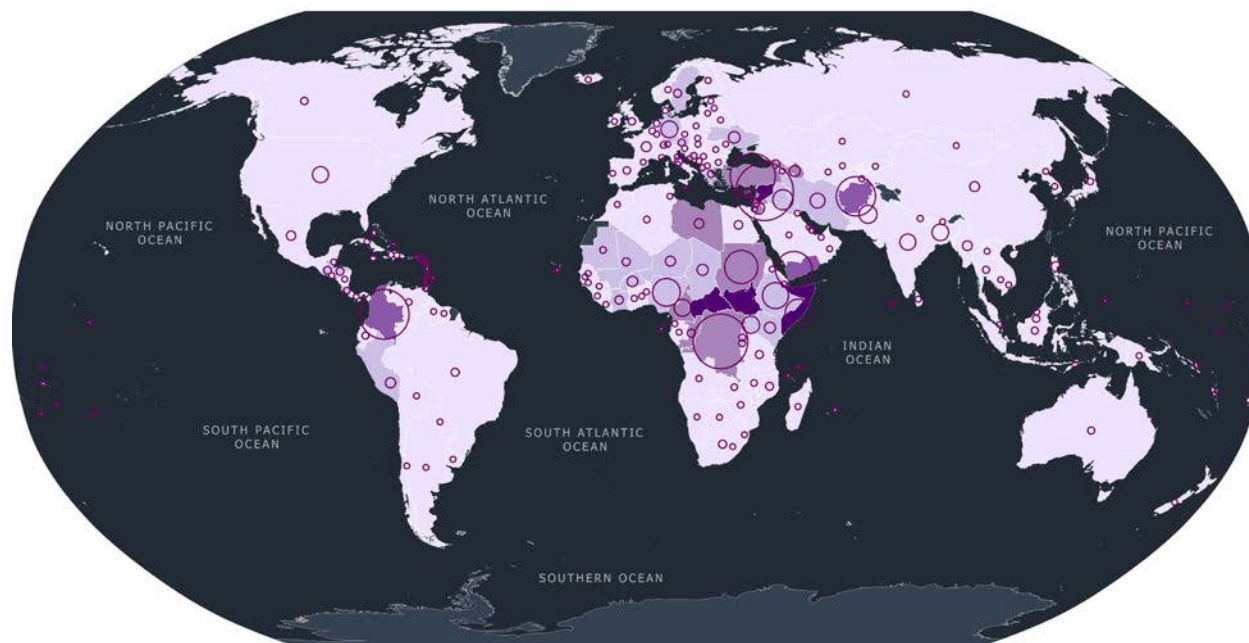 NORTH ATLANTIC
OCEAN
NORTH PACIFIC
OCEAN
NORTH PACIFIC
OCEAN
INDIAN
OCEAN
SOUTH PACIFIC
OCEAN
SOUTH ATLANTIC
OCEAN
SOUTHERN OCEAN